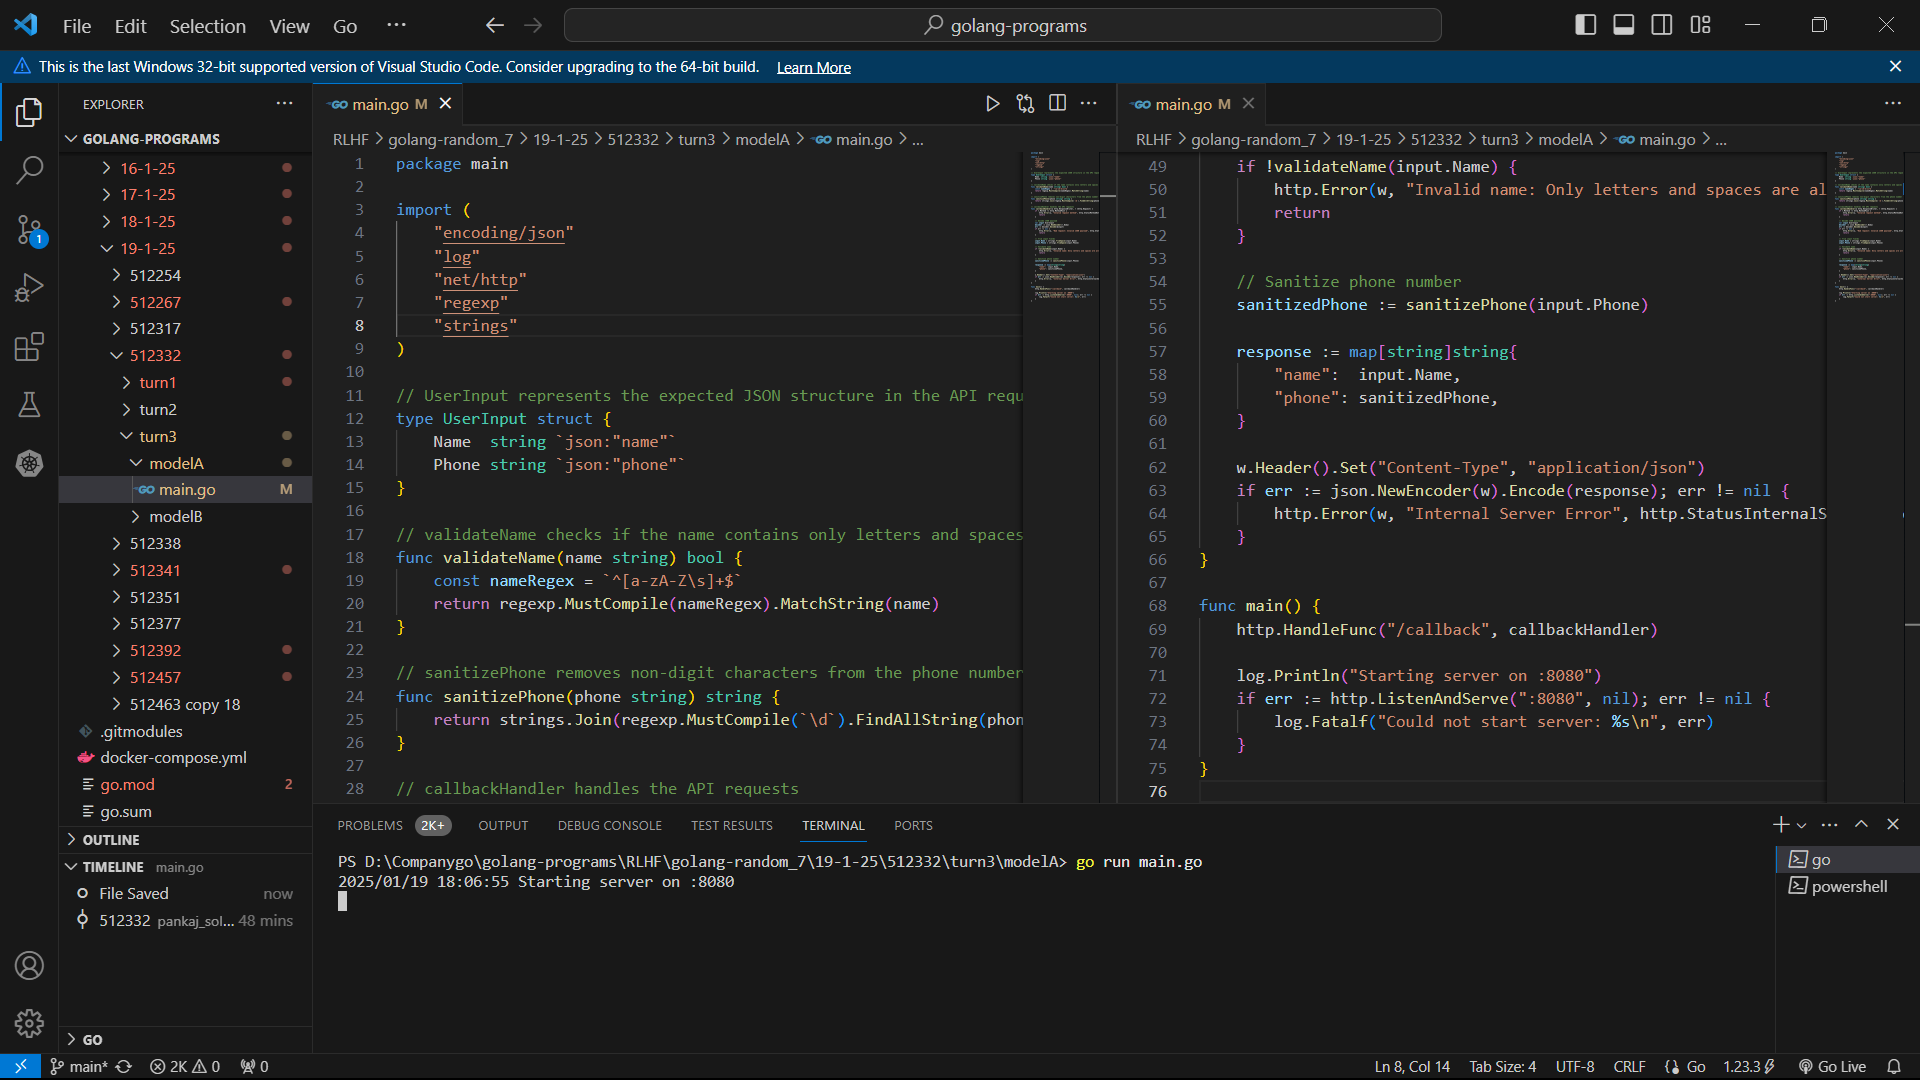 File Edit Selection View Go ···
golang-programs
This is the last Windows 32-bit supported version of Visual Studio Code. Consider upgrading to the 64-bit build. Learn More
EXPLORER
GOLANG-PROGRAMS
16-1-25
17-1-25
18-1-25
19-1-25
512254
512267
512317
512332
turn1
turn2
turn3
modelA
main.go M
modelB
512338
512341
512351
512377
512392
512457
512463 copy 18
.gitmodules
docker-compose.yml
go.mod 2
go.sum
OUTLINE
TIMELINE main.go
File Saved now
512332 pankaj_sol... 48 mins
GO
1
main.go M
RLHF > golang-random_7 > 19-1-25 > 512332 > turn3 > modelA > main.go > ...
1 package main
2
3 import (
4 "encoding/json"
5 "log"
6 "net/http"
7 "regexp"
8 "strings"
9 )
10
11 // UserInput represents the expected JSON structure in the API requ
12 type UserInput struct {
13 Name string `json:"name"`
14 Phone string `json:"phone"`
15 }
16
17 // validateName checks if the name contains only letters and spaces
18 func validateName(name string) bool {
19 const nameRegex = `^[a-zA-Z\s]+$`
20 return regexp.MustCompile(nameRegex).MatchString(name)
21 }
22
23 // sanitizePhone removes non-digit characters from the phone number
24 func sanitizePhone(phone string) string {
25 return strings.Join(regexp.MustCompile(`\d`).FindAllString(phon
26 }
27
28 // callbackHandler handles the API requests
main.go M
RLHF > golang-random_7 > 19-1-25 > 512332 > turn3 > modelA > main.go > ...
49 if !validateName(input.Name) {
50 http.Error(w, "Invalid name: Only letters and spaces are al
51 return
52 }
53
54 // Sanitize phone number
55 sanitizedPhone := sanitizePhone(input.Phone)
56
57 response := map[string]string{
58 "name": input.Name,
59 "phone": sanitizedPhone,
60 }
61
62 w.Header().Set("Content-Type", "application/json")
63 if err := json.NewEncoder(w).Encode(response); err != nil {
64 http.Error(w, "Internal Server Error", http.StatusInternalS
65 }
66 }
67
68 func main() {
69 http.HandleFunc("/callback", callbackHandler)
70
71 log.Println("Starting server on :8080")
72 if err := http.ListenAndServe(":8080", nil); err != nil {
73 log.Fatalf("Could not start server: %s\n", err)
74 }
75 }
76
PROBLEMS 2K+ OUTPUT DEBUG CONSOLE TEST RESULTS TERMINAL PORTS
PS D:\Companygo\golang-programs\RLHF\golang-random_7\19-1-25\512332\turn3\modelA> go run main.go
2025/01/19 18:06:55 Starting server on :8080
go
powershell
main* 2K 0 0
Ln 8, Col 14 Tab Size: 4 UTF-8 CRLF Go 1.23.3 Go Live